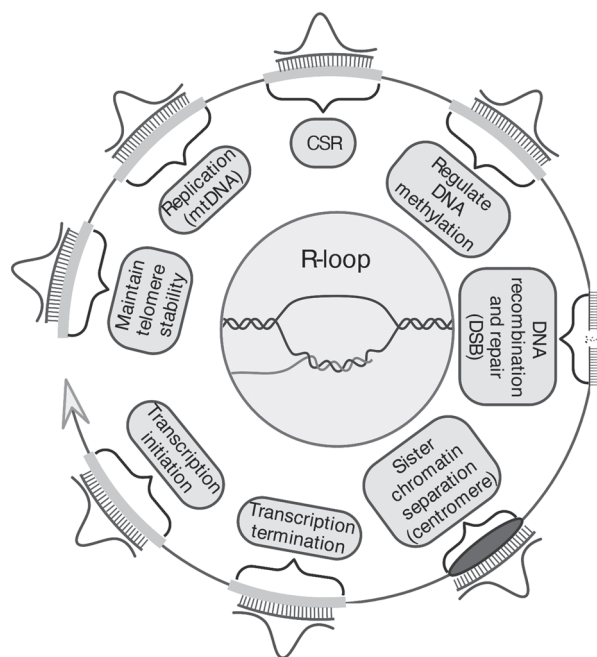 CSR
Regulate
DNA
methylation
DNA
recombination
and repair
(DSB)
Sister
chromatin
separation
(centromere)
Transcription
termination
Transcription
initiation
Maintain
telomere
stability
Replication
(mtDNA)
R-loop